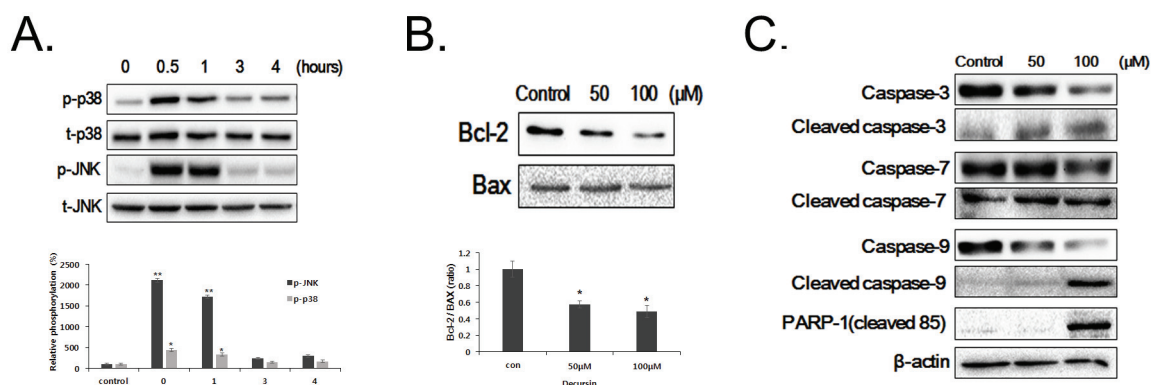 A.
0 0.5 1 3 4 (hours)
p-p38
t-p38
p-JNK
t-JNK
Relative phosphorylation (%)
2500
2000
1500
1000
500
0
** ** * *
p-JNK
p-p38
control 0 1 3 4
B.
Control 50 100 (μM)
Bcl-2
Bax
Bcl-2 / BAX (ratio)
1.2
1
0.8
0.6
0.4
0.2
0
* *
con 50μM 100μM
Decursin
C.
Control 50 100 (μM)
Caspase-3
Cleaved caspase-3
Caspase-7
Cleaved caspase-7
Caspase-9
Cleaved caspase-9
PARP-1(cleaved 85)
β-actin